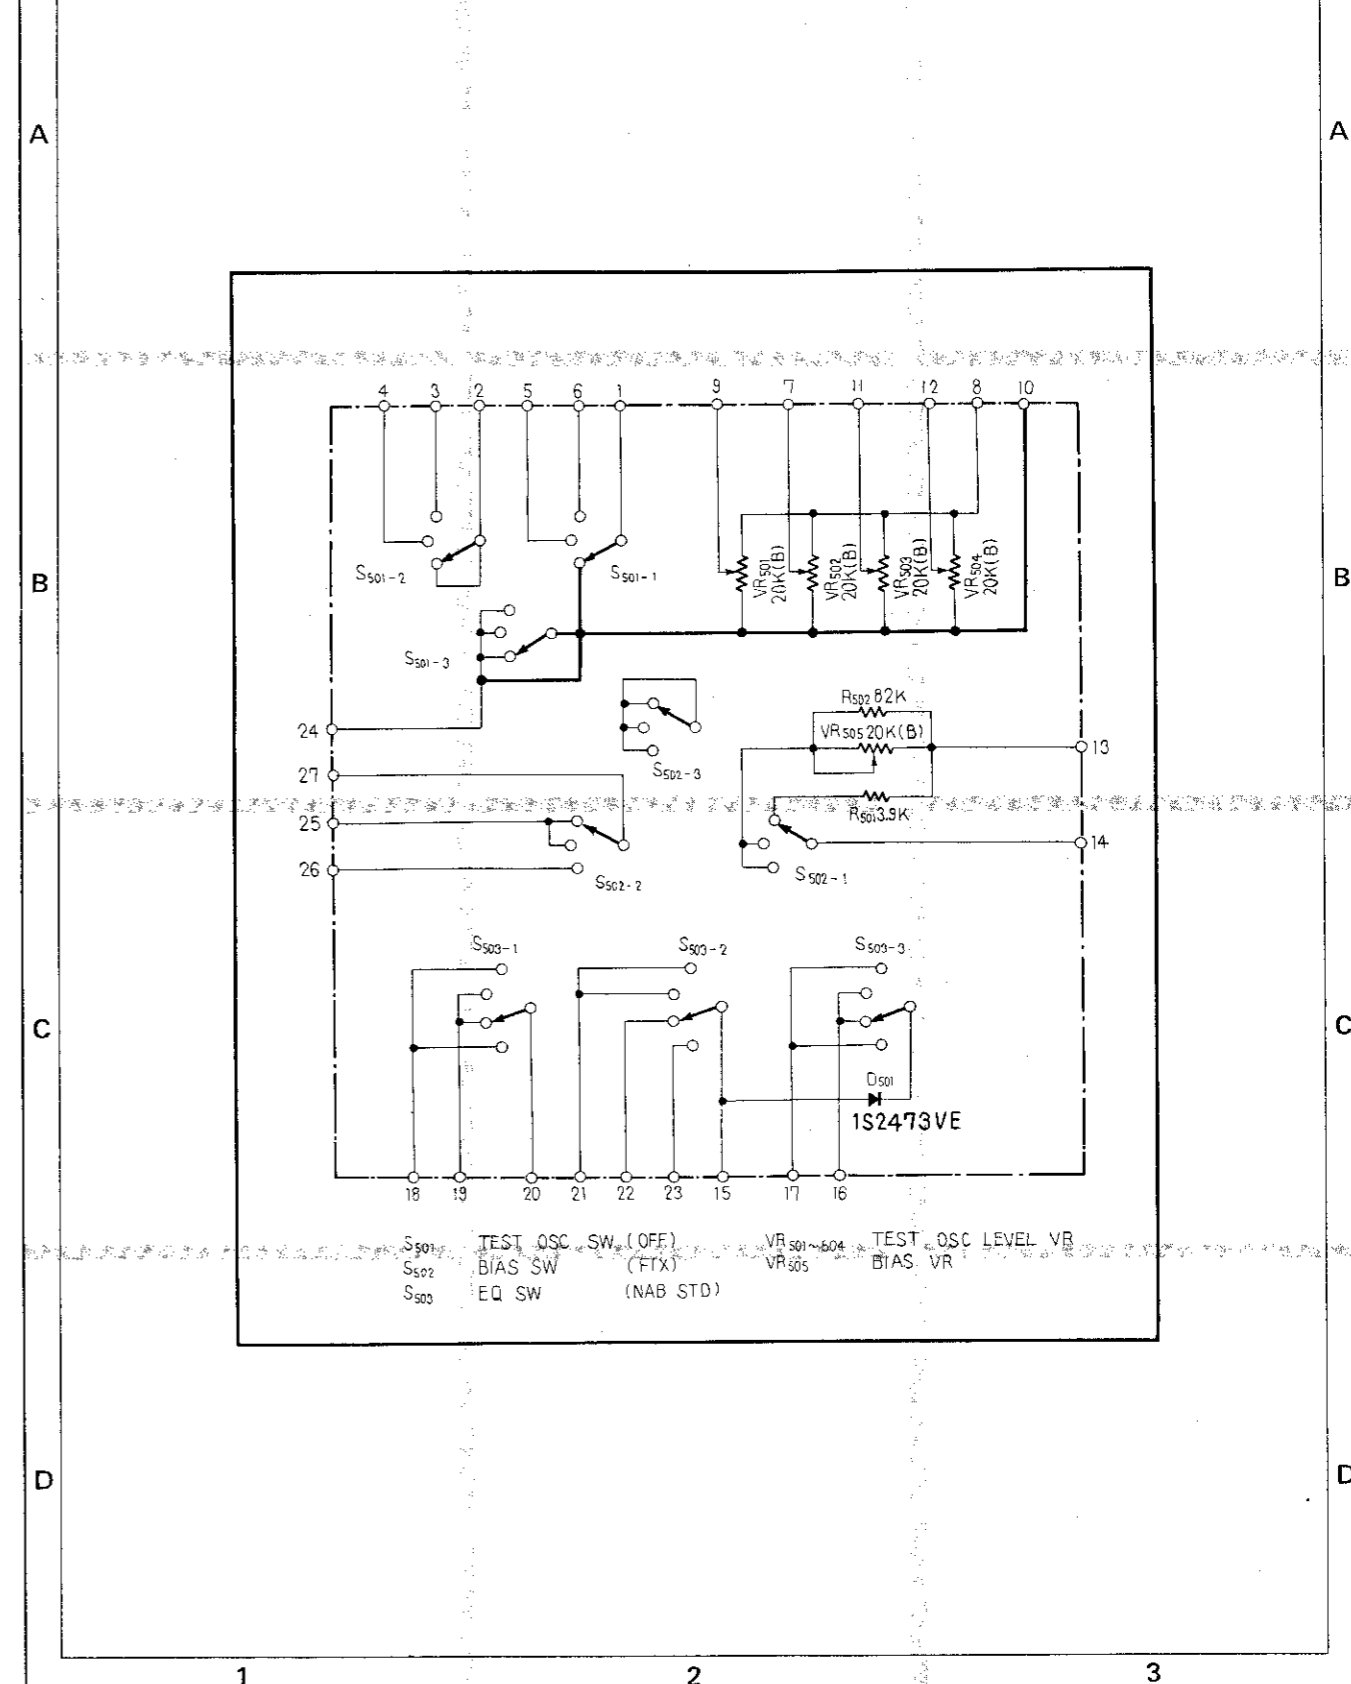 A A
4 3 2 5 6 1 9 7 11 12 8 10
B B
S501-2
S501-1
VR501 20K(B)
VR502 20K(B)
VR503 20K(B)
VR504 20K(B)
S501-3
24
R502 82K
VR505 20K(B)
13
27
S502-3
25
R501 3.9K
14
26
S502-2
S502-1
S503-1 S503-2 S503-3
C C
D501
1S2473VE
18 19 20 21 22 23 15 17 16
S501 TEST OSC SW (OFF) VR501~504 TEST OSC LEVEL VR
S502 BIAS SW (FIX) VR505 BIAS VR
S503 EQ SW (NAB STD)
D D
1 2 3